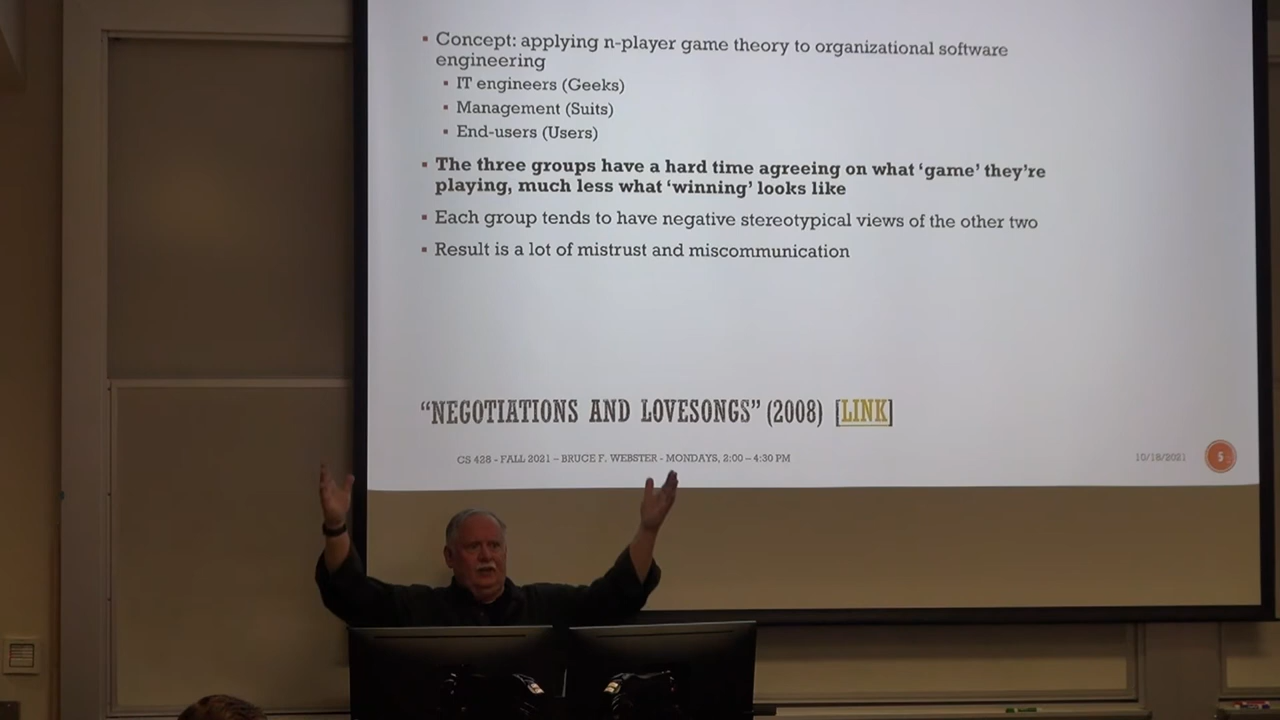 ▪ Concept: applying n-player game theory to organizational software
engineering
▪ IT engineers (Geeks)
▪ Management (Suits)
▪ End-users (Users)
▪ The three groups have a hard time agreeing on what ‘game’ they’re
playing, much less what ‘winning’ looks like
▪ Each group tends to have negative stereotypical views of the other two
▪ Result is a lot of mistrust and miscommunication
“NEGOTIATIONS AND LOVESONGS” (2008) [LINK]
CS 428 - FALL 2021 – BRUCE F. WEBSTER - MONDAYS, 2:00 – 4:30 PM
10/18/2021
5